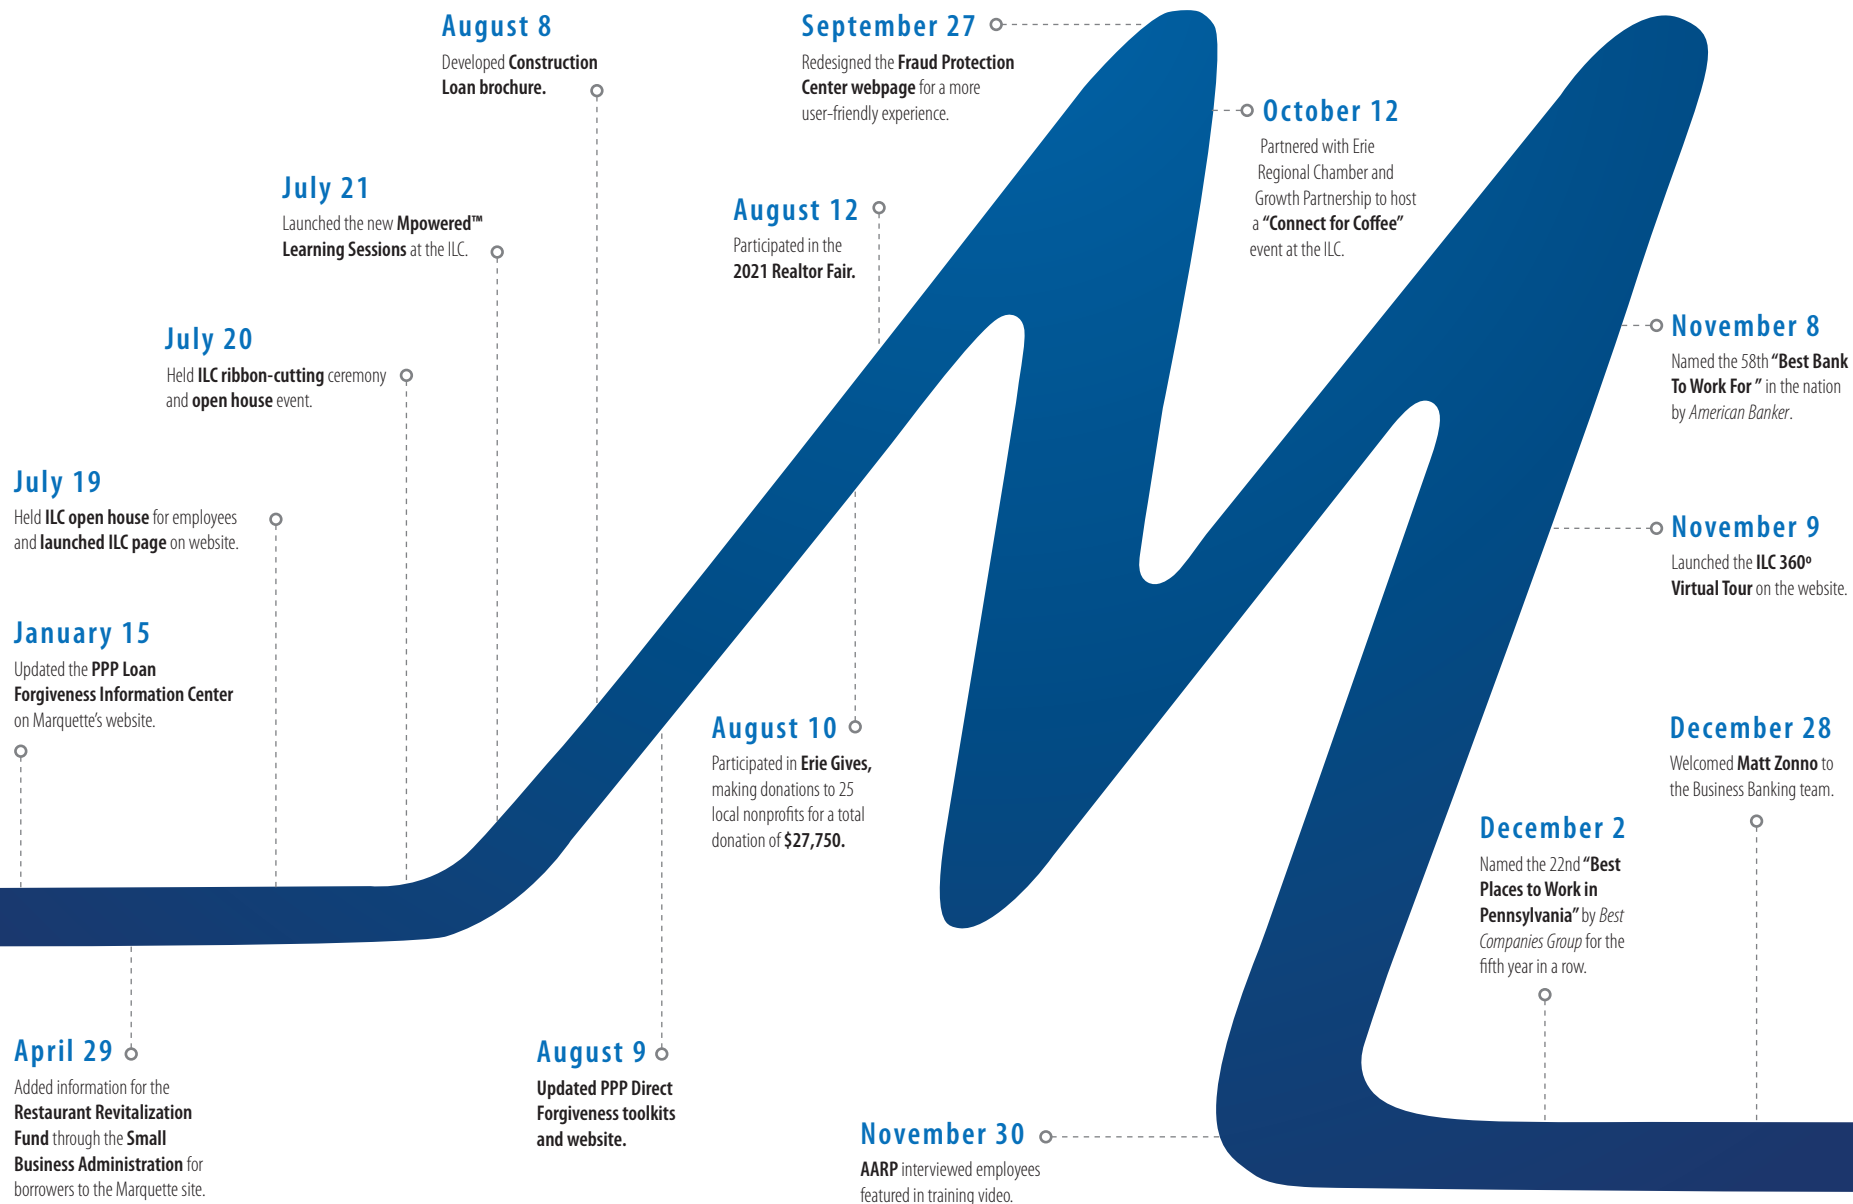 January 15
Updated the PPP Loan
Forgiveness Information Center
on Marquette's website.
April 29
Added information for the
Restaurant Revitalization
Fund through the Small
Business Administration for
borrowers to the Marquette site.
July 19
Held ILC open house for employees
and launched ILC page on website.
July 20
Held ILC ribbon-cutting ceremony
and open house event.
July 21
Launched the new Mpowered™
Learning Sessions at the ILC.
August 8
Developed Construction
Loan brochure.
August 9
Updated PPP Direct
Forgiveness toolkits
and website.
August 10
Participated in Erie Gives,
making donations to 25
local nonprofits for a total
donation of $27,750.
August 12
Participated in the
2021 Realtor Fair.
September 27
Redesigned the Fraud Protection
Center webpage for a more
user-friendly experience.
October 12
Partnered with Erie
Regional Chamber and
Growth Partnership to host
a “Connect for Coffee”
event at the ILC.
November 8
Named the 58th “Best Bank
To Work For ” in the nation
by American Banker.
November 9
Launched the ILC 360º
Virtual Tour on the website.
November 30
AARP interviewed employees
featured in training video.
December 2
Named the 22nd “Best
Places to Work in
Pennsylvania” by Best
Companies Group for the
fifth year in a row.
December 28
Welcomed Matt Zonno to
the Business Banking team.